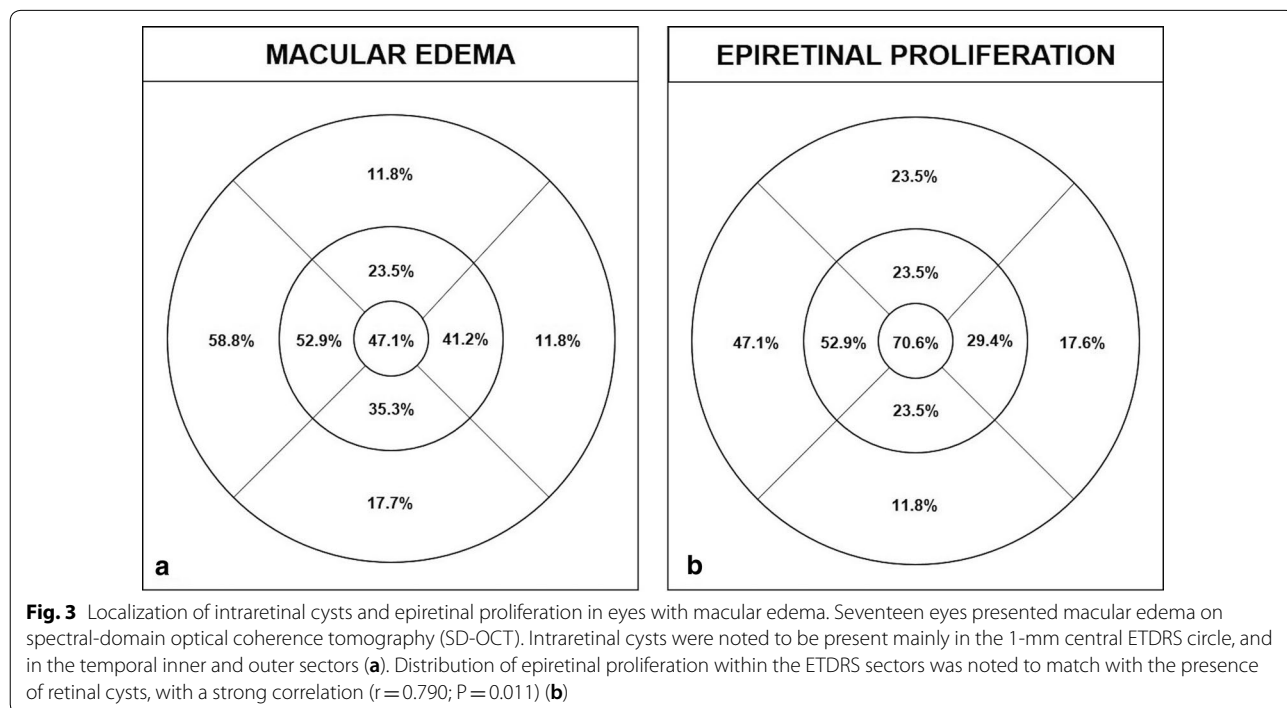 MACULAR EDEMA
11.8%
23.5%
58.8% 52.9% 47.1% 41.2% 11.8%
35.3%
17.7%
a
EPIRETINAL PROLIFERATION
23.5%
23.5%
47.1% 52.9% 70.6% 29.4% 17.6%
23.5%
11.8%
b
Fig. 3 Localization of intraretinal cysts and epiretinal proliferation in eyes with macular edema. Seventeen eyes presented macular edema on
spectral-domain optical coherence tomography (SD-OCT). Intraretinal cysts were noted to be present mainly in the 1-mm central ETDRS circle, and
in the temporal inner and outer sectors (a). Distribution of epiretinal proliferation within the ETDRS sectors was noted to match with the presence
of retinal cysts, with a strong correlation (r = 0.790; P = 0.011) (b)